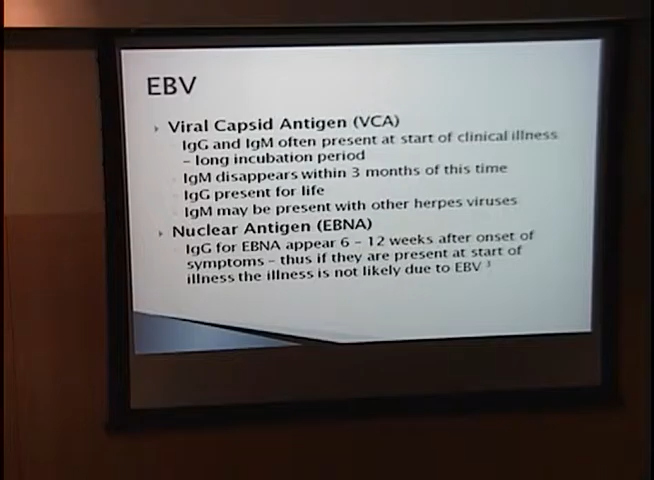 EBV
Viral Capsid Antigen (VCA)
IgG and IgM often present at start of clinical illness
– long incubation period
IgM disappears within 3 months of this time
IgG present for life
IgM may be present with other herpes viruses
Nuclear Antigen (EBNA)
IgG for EBNA appear 6 – 12 weeks after onset of
symptoms – thus if they are present at start of
illness the illness is not likely due to EBV